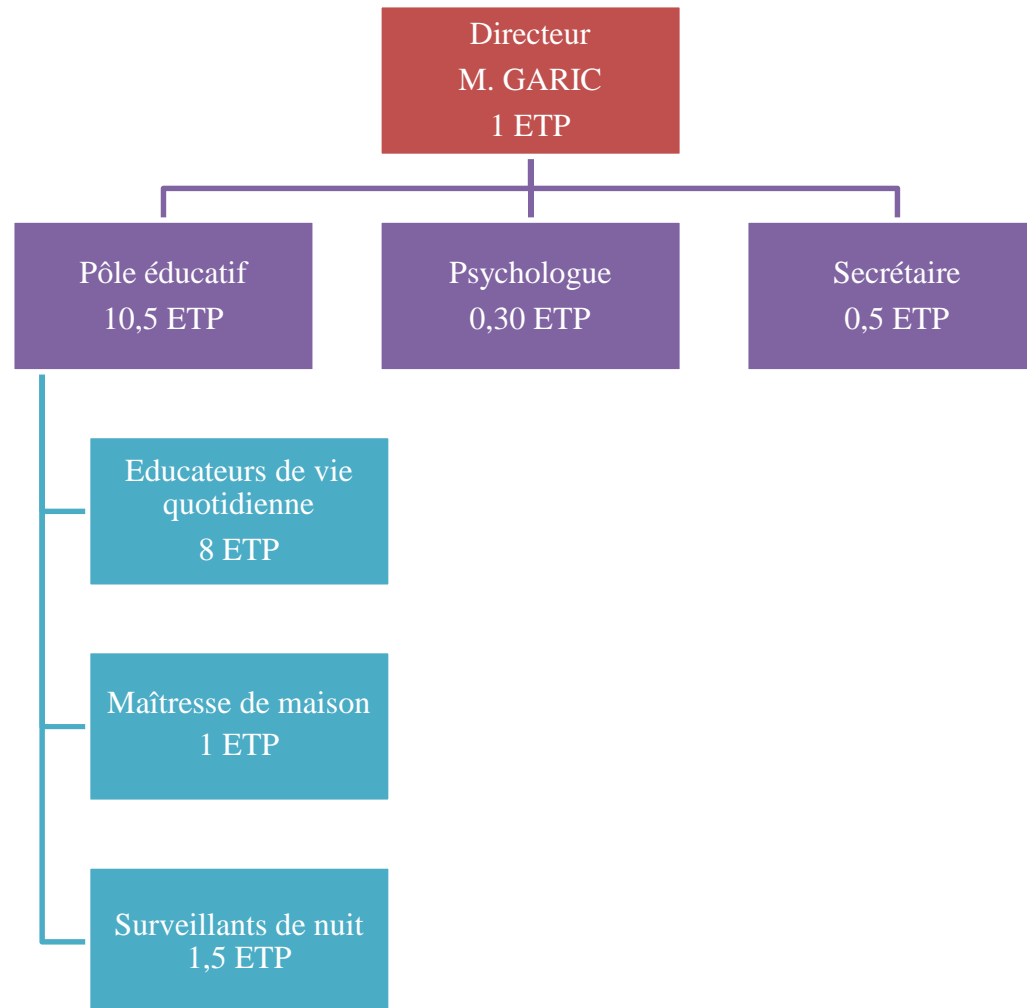 Directeur
M. GARIC
1 ETP
Pôle éducatif
10,5 ETP
Psychologue
0,30 ETP
Secrétaire
0,5 ETP
Educateurs de vie
quotidienne
8 ETP
Maîtresse de maison
1 ETP
Surveillants de nuit
1,5 ETP